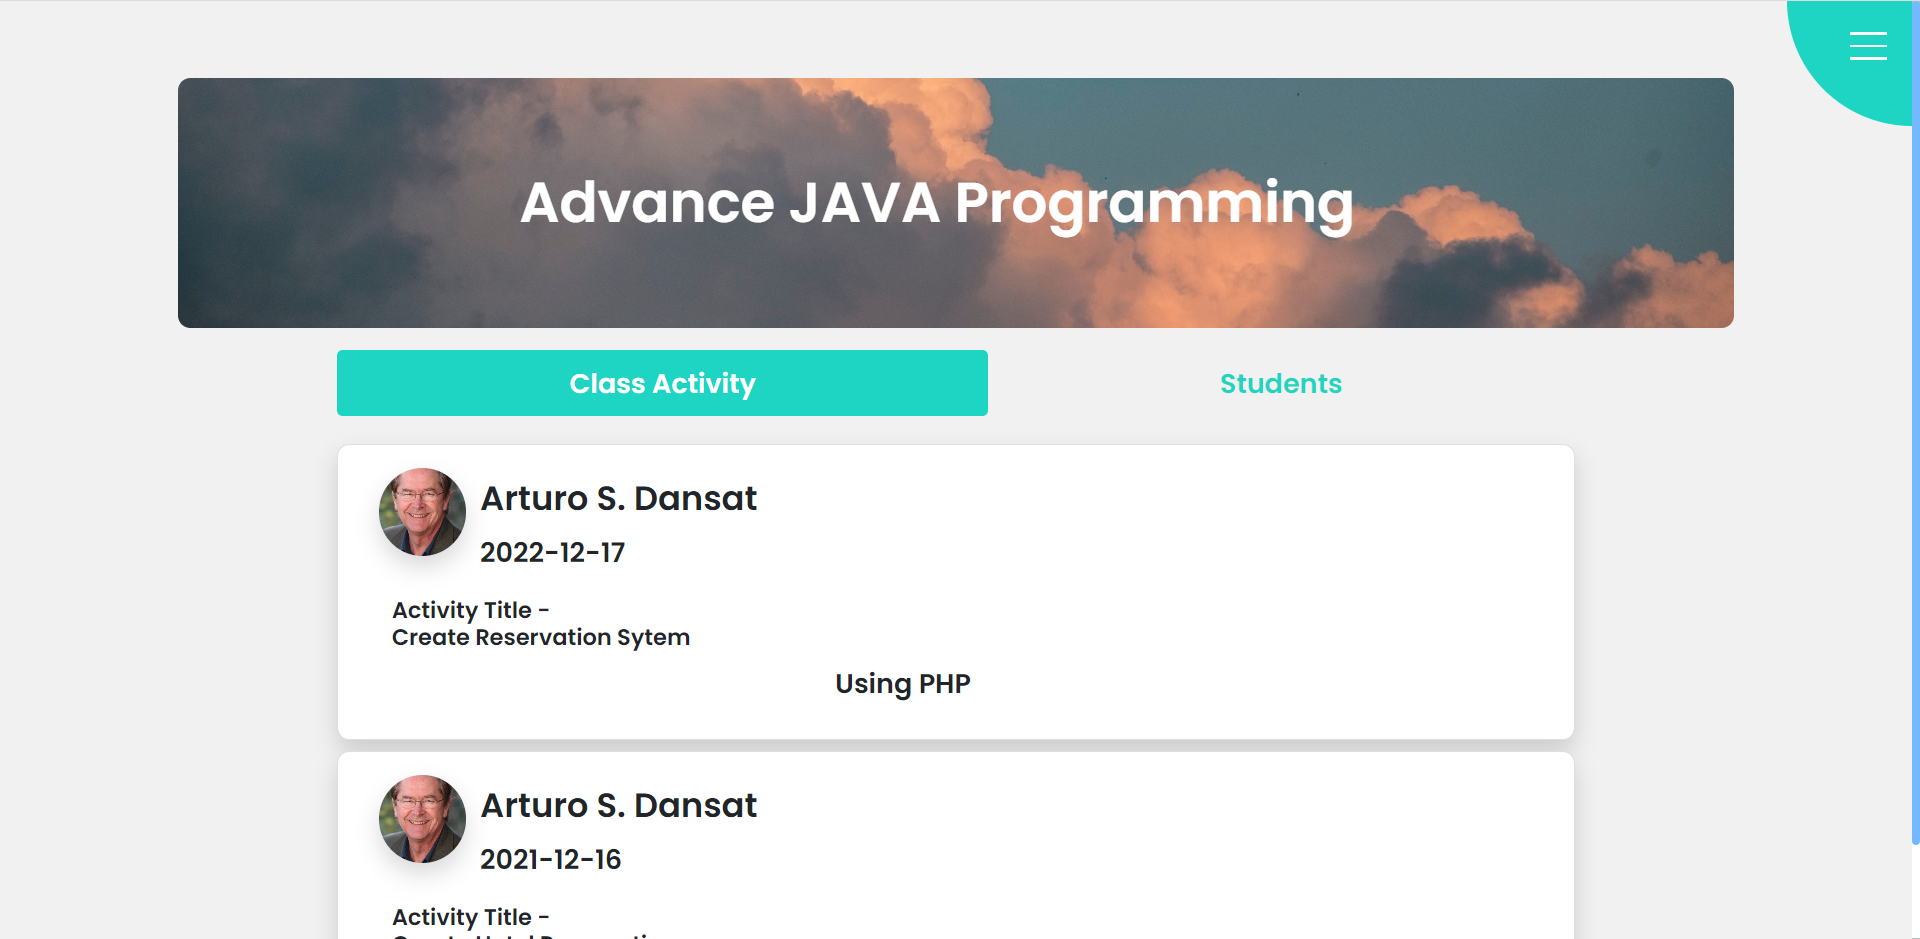 Advance JAVA Programming
Class Activity
Students
Arturo S. Dansat
2022-12-17
Activity Title -
Create Reservation Sytem
Using PHP
Arturo S. Dansat
2021-12-16
Activity Title -